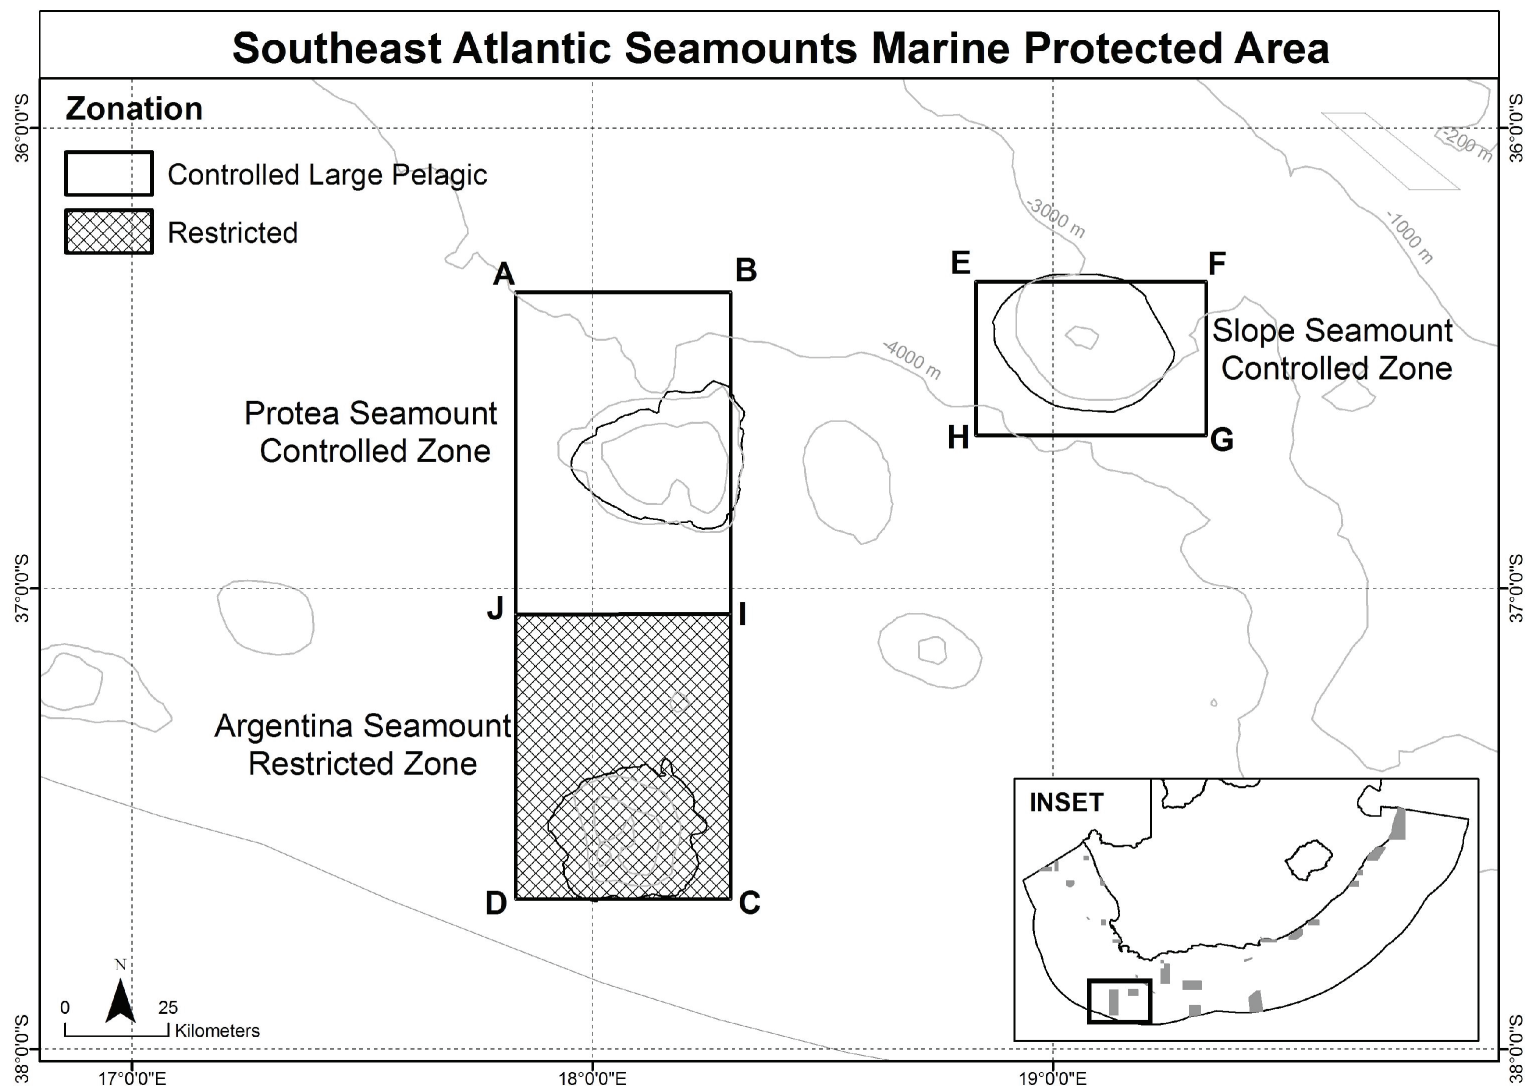 Southeast Atlantic Seamounts Marine Protected Area
Zonation
Controlled Large Pelagic
Restricted
36°0'0"S
36°0'0"S
-200 m
-3000 m
-1000 m
A
B
E
F
Slope Seamount
Controlled Zone
-4000 m
Protea Seamount
Controlled Zone
H
G
37°0'0"S
37°0'0"S
J
I
Argentina Seamount
Restricted Zone
INSET
D
C
N
0
25
Kilometers
38°0'0"S
38°0'0"S
17°0'0"E
18°0'0"E
19°0'0"E